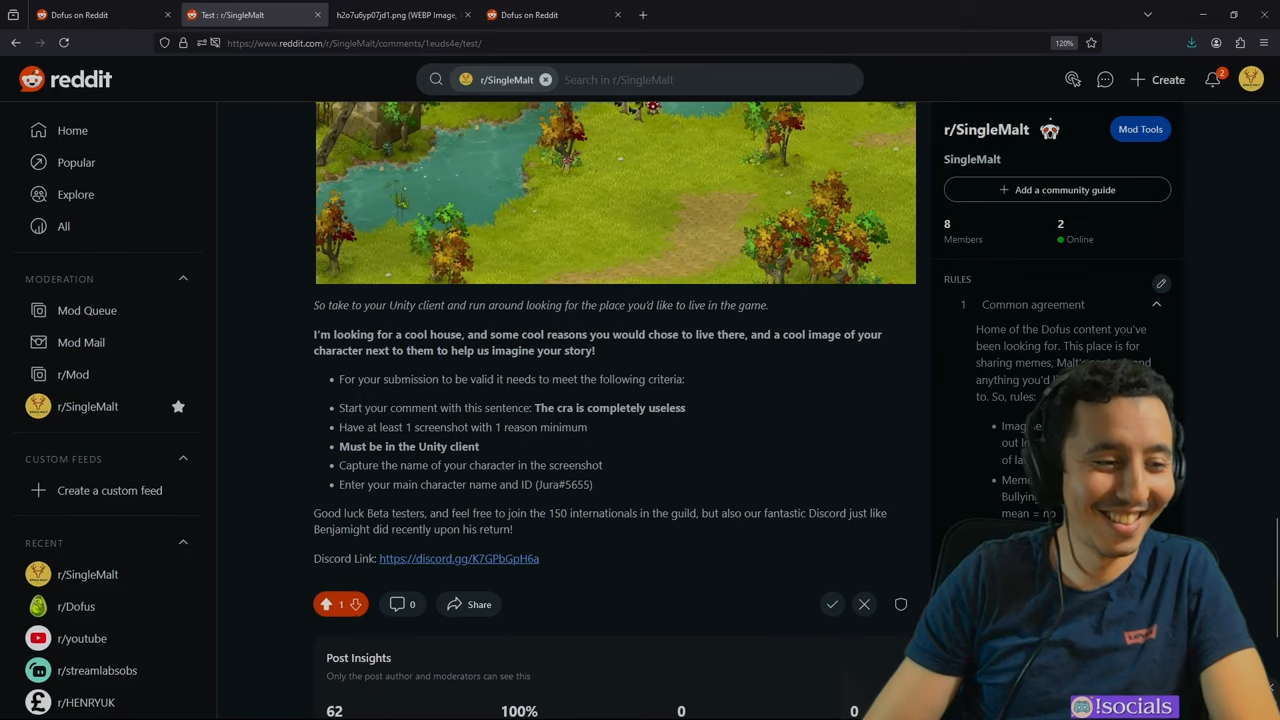 Dofus on Reddit
Test : r/SingleMalt
h2o7u6yp07jd1.png (WEBP Image,
Dofus on Reddit
https://www.reddit.com/r/SingleMalt/comments/1euds4e/test/
120%
reddit
r/SingleMalt
Search in r/SingleMalt
Create
2
Home
Popular
Explore
All
MODERATION
Mod Queue
Mod Mail
r/Mod
r/SingleMalt
CUSTOM FEEDS
Create a custom feed
RECENT
r/SingleMalt
r/Dofus
r/youtube
r/streamlabsobs
r/HENRYUK
So take to your Unity client and run around looking for the place you'd like to live in the game.
I'm looking for a cool house, and some cool reasons you would chose to live there, and a cool image of your
character next to them to help us imagine your story!
For your submission to be valid it needs to meet the following criteria:
Start your comment with this sentence: The cra is completely useless
Have at least 1 screenshot with 1 reason minimum
Must be in the Unity client
Capture the name of your character in the screenshot
Enter your main character name and ID (Jura#5655)
Good luck Beta testers, and feel free to join the 150 internationals in the guild, but also our fantastic Discord just like
Benjamight did recently upon his return!
Discord Link: https://discord.gg/K7GPbGpH6a
1
0
Share
Post Insights
Only the post author and moderators can see this
62
100%
0
0
r/SingleMalt
Mod Tools
SingleMalt
Add a community guide
8
2
Members
Online
RULES
1
Common agreement
Home of the Dofus content you've
been looking for. This place is for
sharing memes, Malt's
anything you'd
to. So, rules:
out
of
Bullying
mean = no
Levi's
!socials